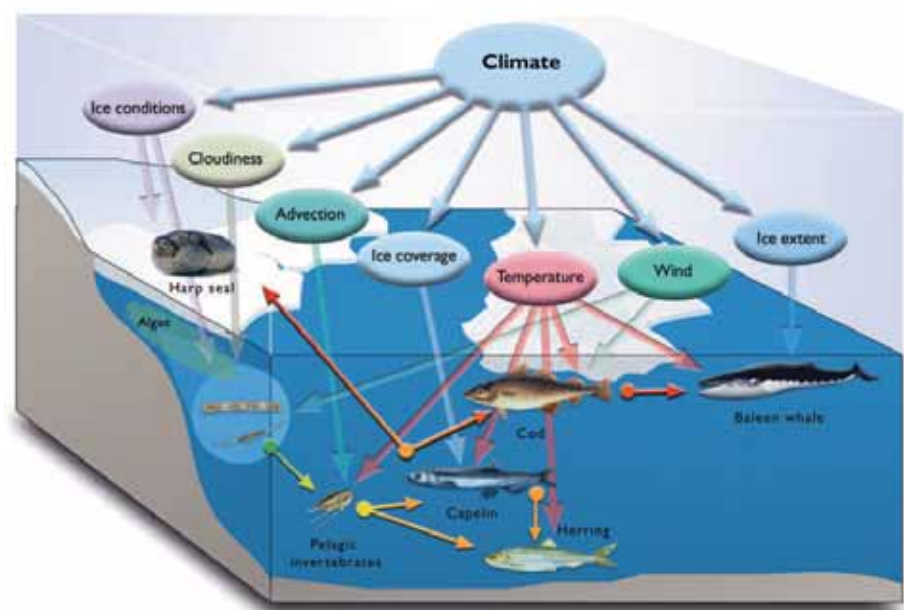 Climate
Ice conditions
Cloudiness
Advection
Ice coverage
Temperature
Wind
Ice extent
Harp seal
Algae
Cod
Baleen whale
Capelin
Herring
Pelagic
invertebrates